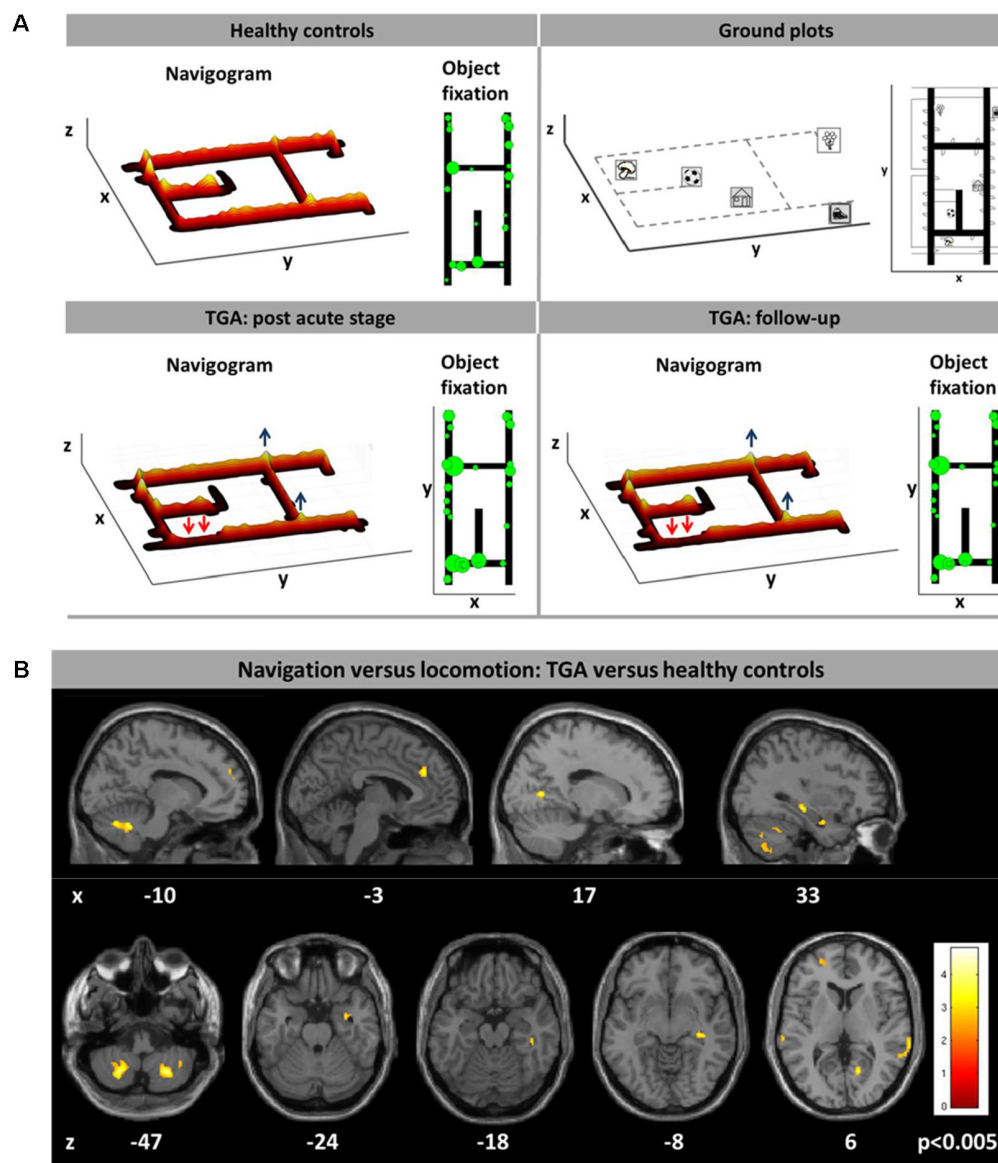 A
Healthy controls
Ground plots
Navigogram
Object
fixation
z
x
y
z
x
y
y
x
TGA: post acute stage
TGA: follow-up
Navigogram
Object
fixation
Navigogram
Object
fixation
z
x
y
y
x
z
x
y
y
x
B
Navigation versus locomotion: TGA versus healthy controls
x -10 -3 17 33
4
3
2
1
0
z -47 -24 -18 -8 6 p<0.005